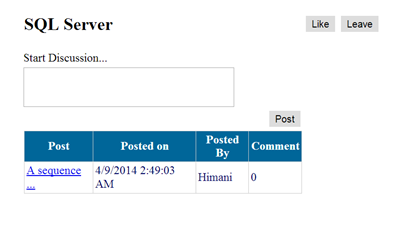 SQL Server
Like Leave
Start Discussion...
Post
Post Posted on Posted By Comment
A sequence ... 4/9/2014 2:49:03 AM Himani 0